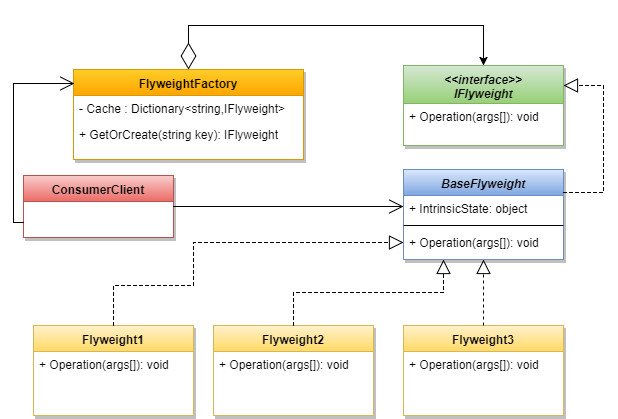 FlyweightFactory
- Cache : Dictionary<string,IFlyweight>
+ GetOrCreate(string key): IFlyweight
<<interface>>
IFlyweight
+ Operation(args[]): void
ConsumerClient
BaseFlyweight
+ IntrinsicState: object
+ Operation(args[]): void
Flyweight1
+ Operation(args[]): void
Flyweight2
+ Operation(args[]): void
Flyweight3
+ Operation(args[]): void